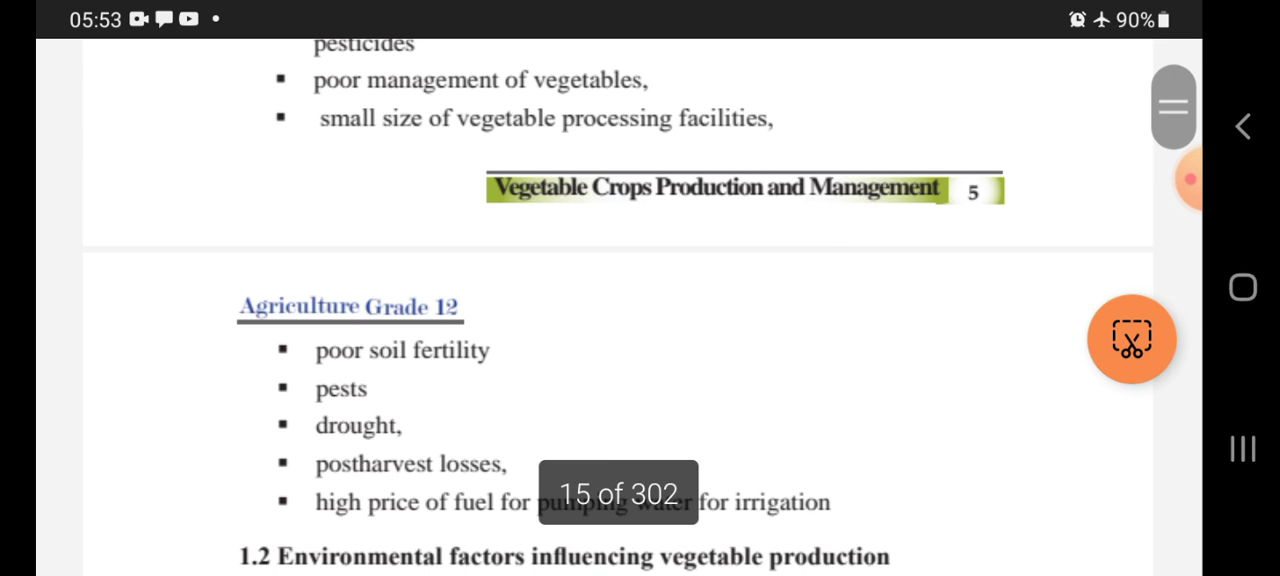 05:53 90%
pesticides
▪ poor management of vegetables,
▪ small size of vegetable processing facilities,
Vegetable Crops Production and Management 5
Agriculture Grade 12
▪ poor soil fertility
▪ pests
▪ drought,
▪ postharvest losses,
▪ high price of fuel for pumping water for irrigation
15 of 302
1.2 Environmental factors influencing vegetable production